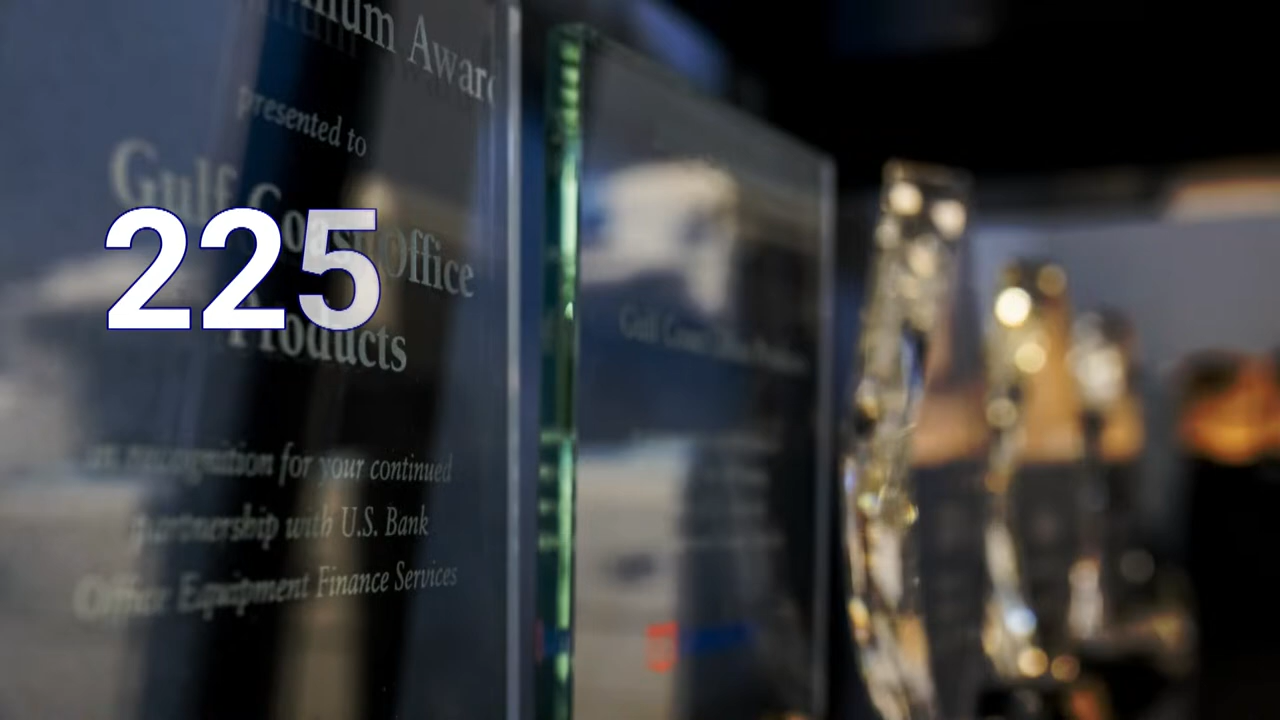 num Award
presented to
Gulf Coast Office
Products
225
in recognition for your continued
partnership with U.S. Bank
Office Equipment Finance Services
Gulf Coast Office Products